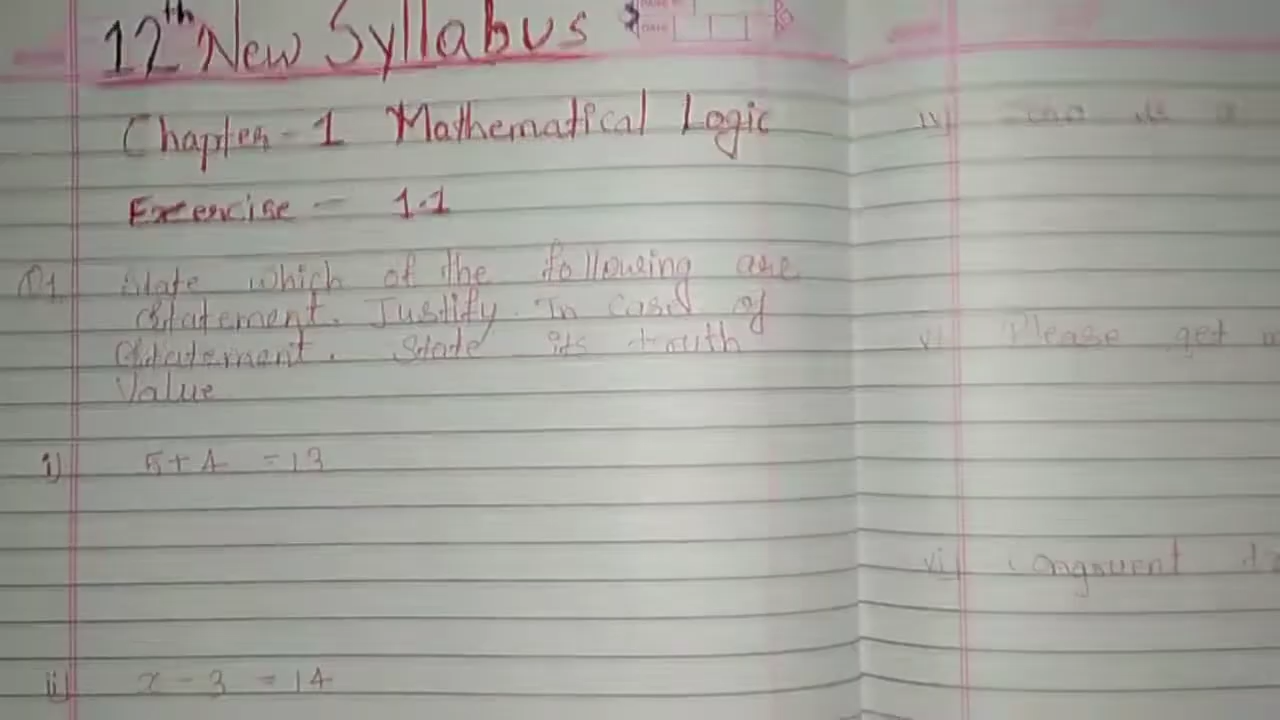 12th New Syllabus
Chapter - 1 Mathematical Logic
Exercise - 1.1
Q1 State which of the following are
Statement. Justify. In case of
Statement. State its truth
Value
i) 5 + 4 = 13
ii) x - 3 = 14
iv)
v) Please get
vi) Congruent